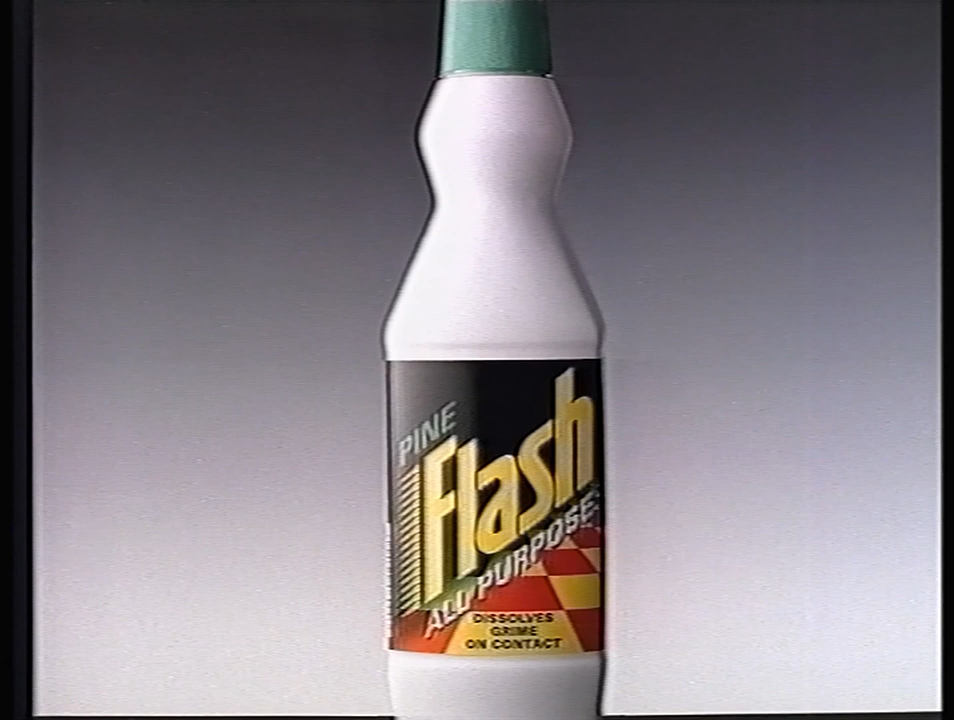 PINE
Flash
ALL PURPOSE
DISSOLVES
GRIME
ON CONTACT